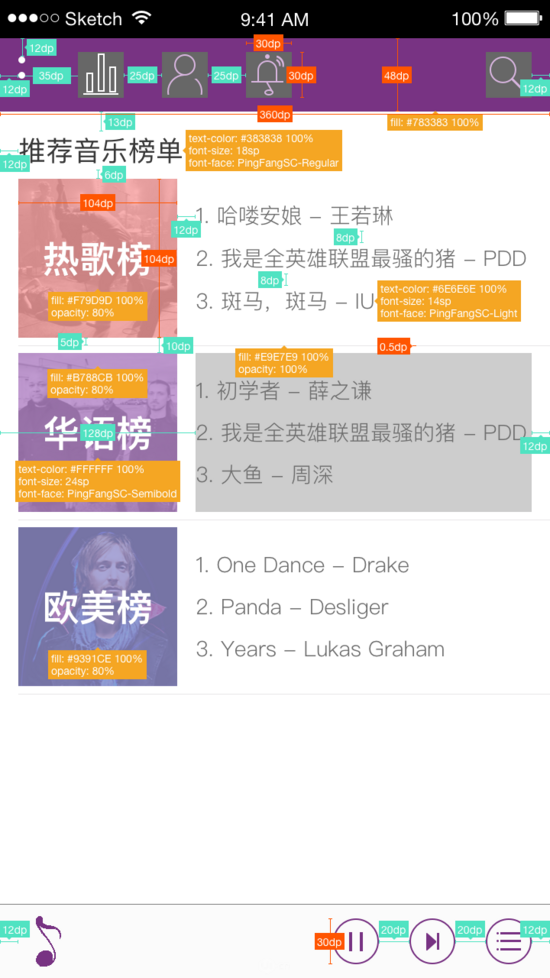 Sketch 9:41 AM 100%
12dp 30dp
35dp 25dp 25dp 30dp 48dp
12dp 12dp
360dp
13dp fill: #783383 100%
推荐音乐榜单
12dp
text-color: #383838 100%
font-size: 18sp
font-face: PingFangSC-Regular
6dp
104dp
热歌榜
104dp
fill: #F79D9D 100%
opacity: 80%
12dp
1. 哈喽安娘 – 王若琳
8dp
2. 我是全英雄联盟最骚的猪 – PDD
8dp
3. 斑马，斑马 – IU
text-color: #6E6E6E 100%
font-size: 14sp
font-face: PingFangSC-Light
5dp 10dp 0.5dp
fill: #E9E7E9 100%
opacity: 100%
fill: #B788CB 100%
opacity: 80%
华语榜
128dp
text-color: #FFFFFF 100%
font-size: 24sp
font-face: PingFangSC-Semibold
1. 初学者 – 薛之谦
2. 我是全英雄联盟最骚的猪 – PDD
12dp
3. 大鱼 – 周深
欧美榜
fill: #9391CE 100%
opacity: 80%
1. One Dance – Drake
2. Panda – Desliger
3. Years – Lukas Graham
12dp 30dp 20dp 20dp 12dp